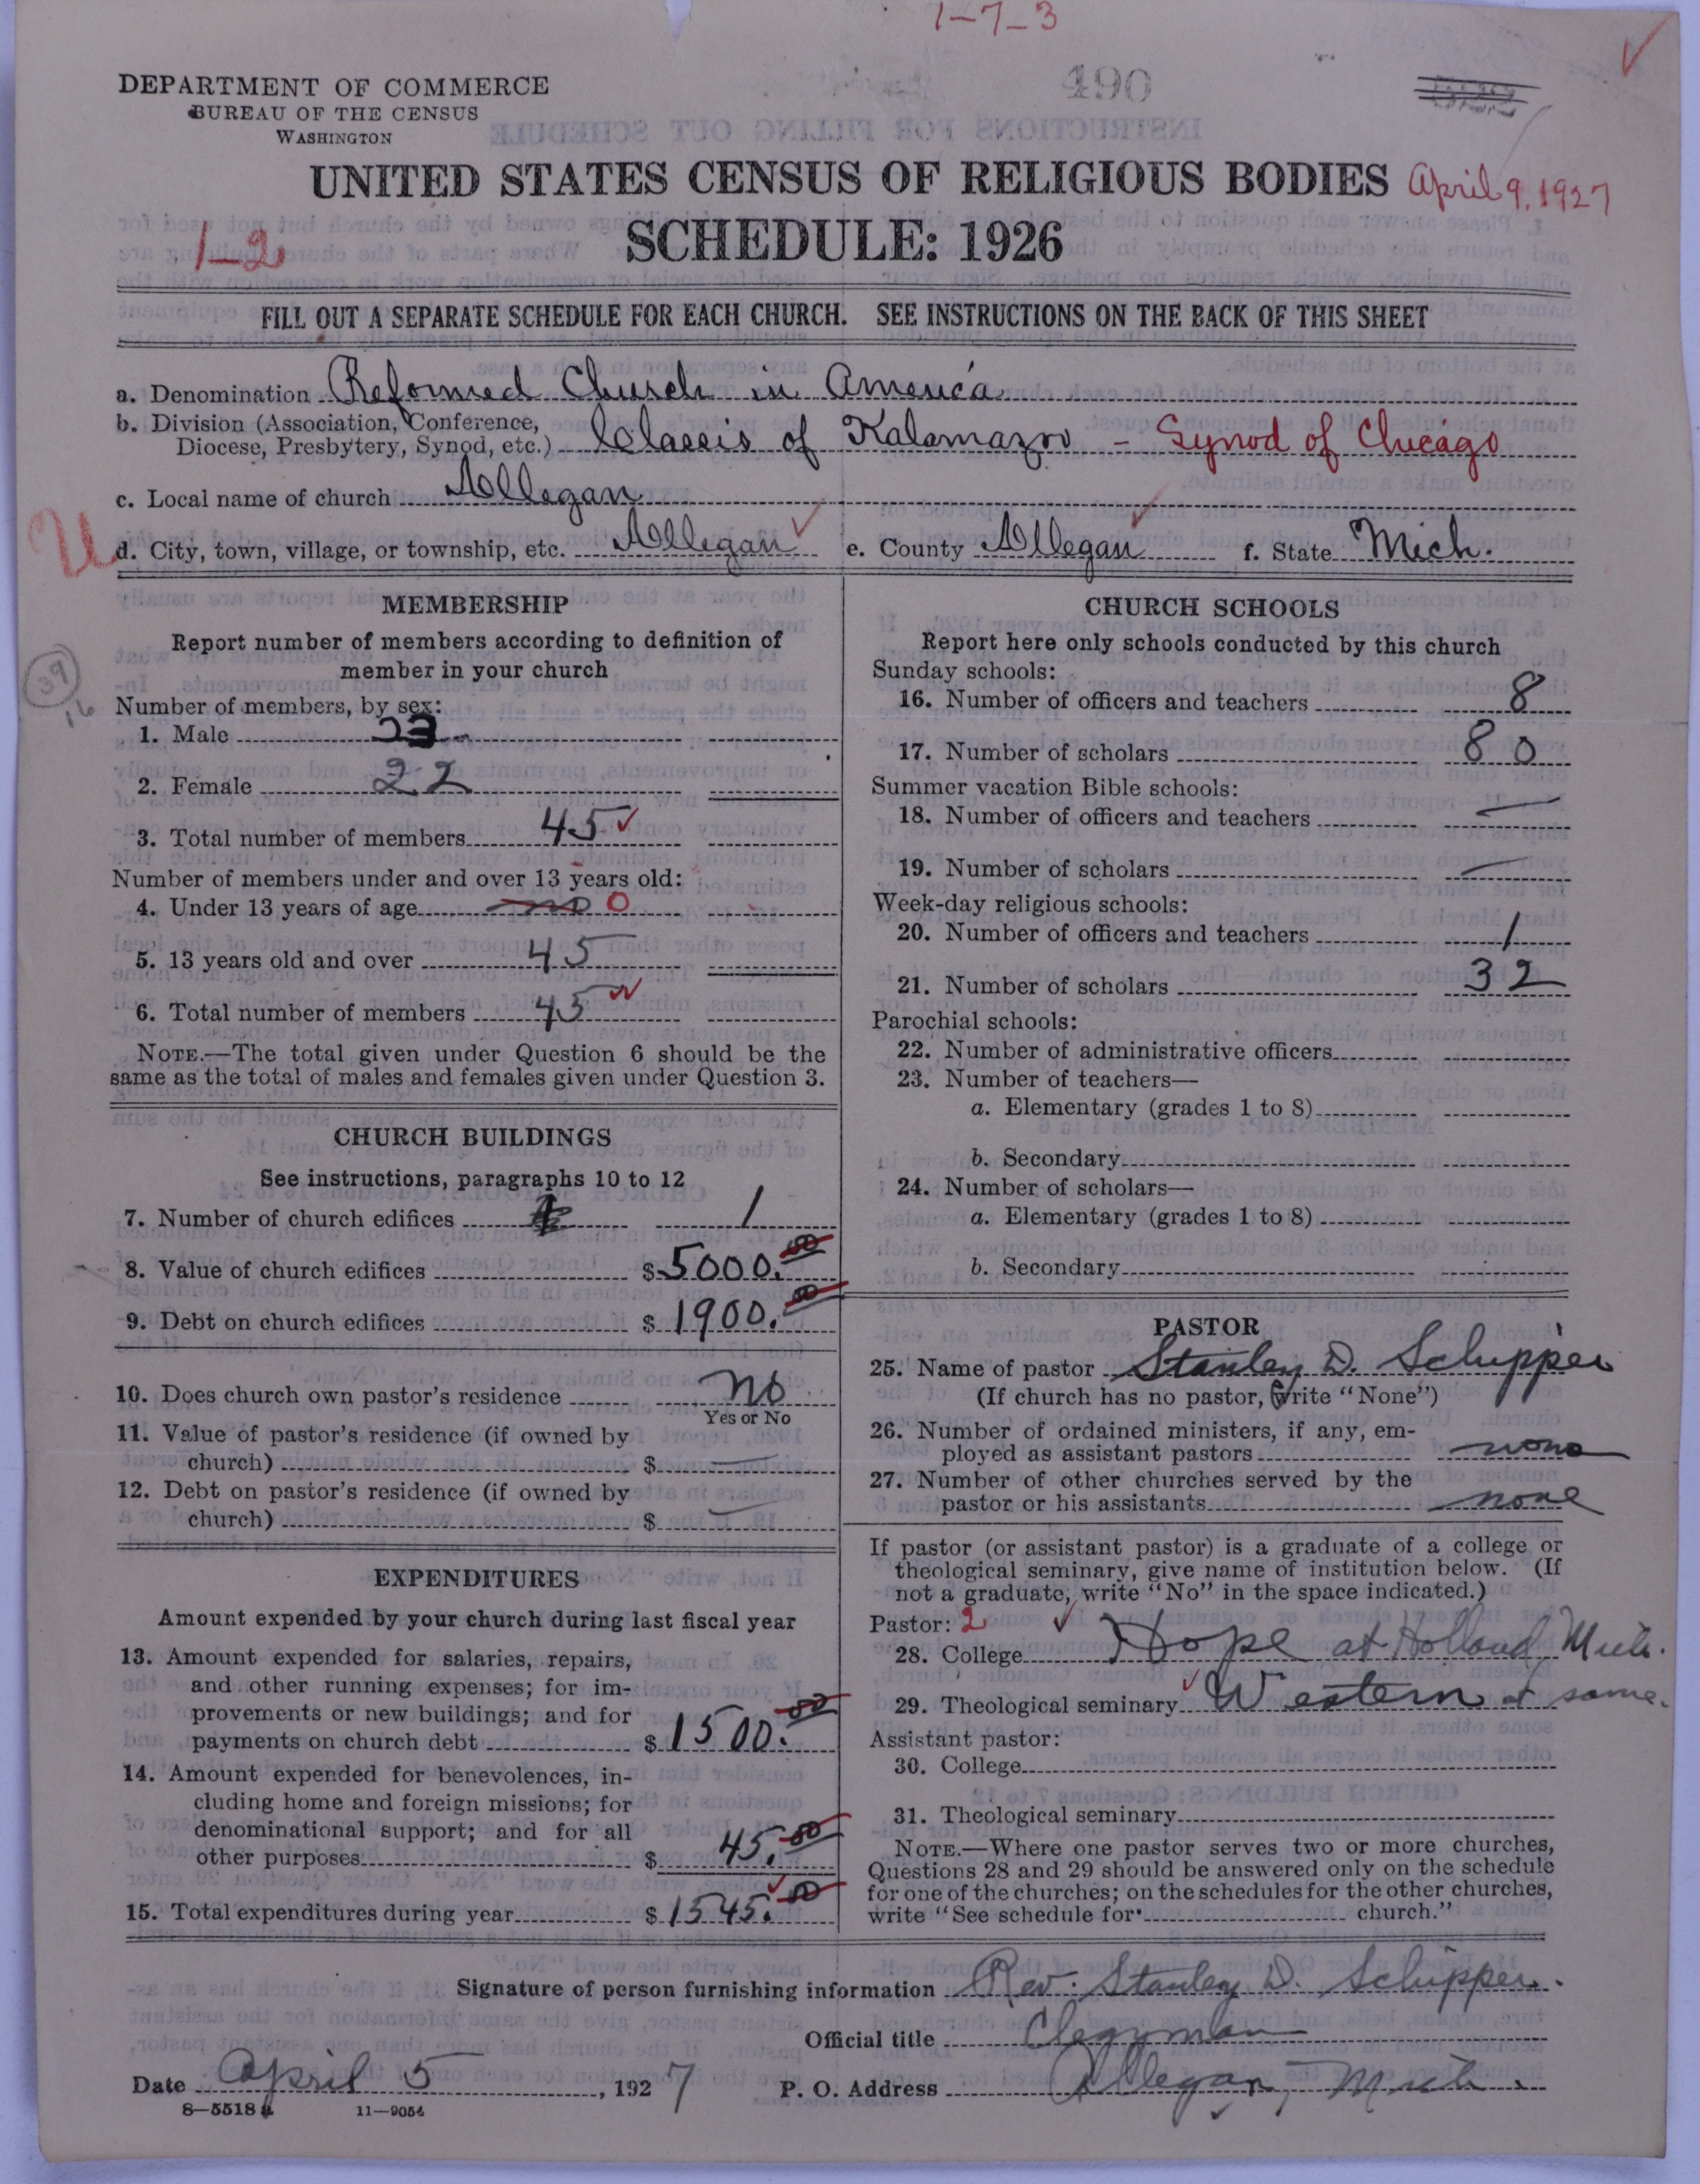 1-7-3
DEPARTMENT OF COMMERCE
BUREAU OF THE CENSUS
WASHINGTON
490
UNITED STATES CENSUS OF RELIGIOUS BODIES April 9, 1927
SCHEDULE: 1926
1-2
FILL OUT A SEPARATE SCHEDULE FOR EACH CHURCH. SEE INSTRUCTIONS ON THE BACK OF THIS SHEET
a. Denomination Reformed Church in America
b. Division (Association, Conference,
Diocese, Presbytery, Synod, etc.) Classis of Kalamazoo - Synod of Chicago
c. Local name of church Allegan
d. City, town, village, or township, etc. Allegan e. County Allegan f. State Mich.
MEMBERSHIP
Report number of members according to definition of
member in your church
39
16
Number of members, by sex:
1. Male 23
2. Female 22
3. Total number of members 45
Number of members under and over 13 years old:
4. Under 13 years of age no 0
5. 13 years old and over 45
6. Total number of members 45
NOTE.—The total given under Question 6 should be the
same as the total of males and females given under Question 3.
CHURCH BUILDINGS
See instructions, paragraphs 10 to 12
7. Number of church edifices 1
8. Value of church edifices $ 5000.00
9. Debt on church edifices $ 1900.00
10. Does church own pastor's residence no
Yes or No
11. Value of pastor's residence (if owned by
church) $ —
12. Debt on pastor's residence (if owned by
church) $ —
EXPENDITURES
Amount expended by your church during last fiscal year
13. Amount expended for salaries, repairs,
and other running expenses; for im-
provements or new buildings; and for
payments on church debt $ 1500.00
14. Amount expended for benevolences, in-
cluding home and foreign missions; for
denominational support; and for all
other purposes $ 45.00
15. Total expenditures during year $ 1545.00
CHURCH SCHOOLS
Report here only schools conducted by this church
Sunday schools:
16. Number of officers and teachers 8
17. Number of scholars 80
Summer vacation Bible schools:
18. Number of officers and teachers —
19. Number of scholars —
Week-day religious schools:
20. Number of officers and teachers 1
21. Number of scholars 32
Parochial schools:
22. Number of administrative officers
23. Number of teachers—
a. Elementary (grades 1 to 8)
b. Secondary
24. Number of scholars—
a. Elementary (grades 1 to 8)
b. Secondary
PASTOR
25. Name of pastor Stanley D. Schipper
(If church has no pastor, write "None")
26. Number of ordained ministers, if any, em-
ployed as assistant pastors none
27. Number of other churches served by the
pastor or his assistants none
If pastor (or assistant pastor) is a graduate of a college or
theological seminary, give name of institution below. (If
not a graduate, write "No" in the space indicated.)
Pastor: 2
28. College Hope at Holland Mich.
29. Theological seminary Western at same.
Assistant pastor:
30. College
31. Theological seminary
NOTE.—Where one pastor serves two or more churches,
Questions 28 and 29 should be answered only on the schedule
for one of the churches; on the schedules for the other churches,
write "See schedule for church."
Signature of person furnishing information Rev. Stanley D. Schipper.
Official title Clegyman
Date April 5, 1927 P. O. Address Allegan, Mich.
8—5518a 11—9054